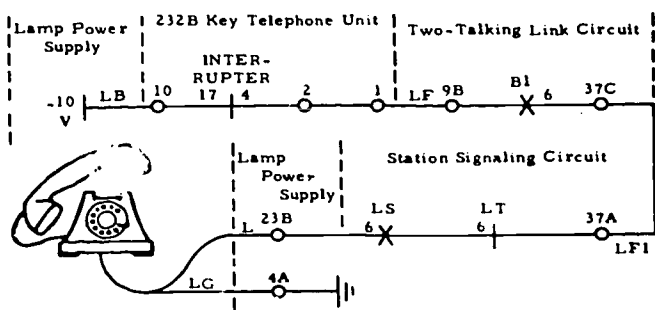 Lamp Power Supply
232B Key Telephone Unit
Two-Talking Link Circuit
INTER-
RUPTER
-10 V
LB
10
17
4
2
1
LF
9B
B1
6
37C
Lamp Power Supply
Station Signaling Circuit
L
23B
LS
6
LT
6
37A
LF1
LG
4A